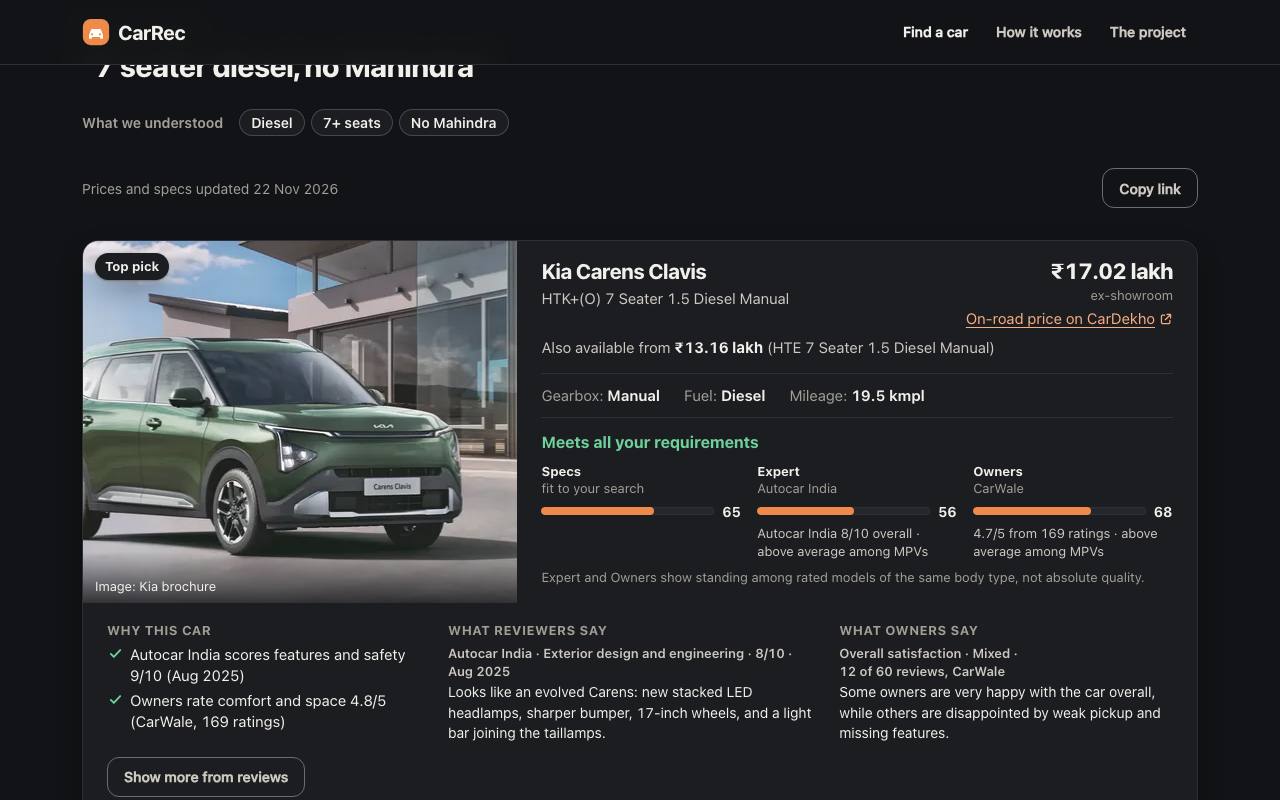 CarRec
Find a car
How it works
The project
7 seater diesel, no Mahindra
What we understood
Diesel
7+ seats
No Mahindra
Prices and specs updated 22 Nov 2026
Copy link
Top pick
Carens Clavis
Image: Kia brochure
Kia Carens Clavis
₹17.02 lakh
HTK+(O) 7 Seater 1.5 Diesel Manual
ex-showroom
On-road price on CarDekho
Also available from ₹13.16 lakh (HTE 7 Seater 1.5 Diesel Manual)
Gearbox: Manual
Fuel: Diesel
Mileage: 19.5 kmpl
Meets all your requirements
Specs
fit to your search
65
Expert
Autocar India
56
Autocar India 8/10 overall ·
above average among MPVs
Owners
CarWale
68
4.7/5 from 169 ratings · above
average among MPVs
Expert and Owners show standing among rated models of the same body type, not absolute quality.
WHY THIS CAR
Autocar India scores features and safety
9/10 (Aug 2025)
Owners rate comfort and space 4.8/5
(CarWale, 169 ratings)
WHAT REVIEWERS SAY
Autocar India · Exterior design and engineering · 8/10 ·
Aug 2025
Looks like an evolved Carens: new stacked LED
headlamps, sharper bumper, 17-inch wheels, and a light
bar joining the taillamps.
WHAT OWNERS SAY
Overall satisfaction · Mixed ·
12 of 60 reviews, CarWale
Some owners are very happy with the car overall,
while others are disappointed by weak pickup and
missing features.
Show more from reviews